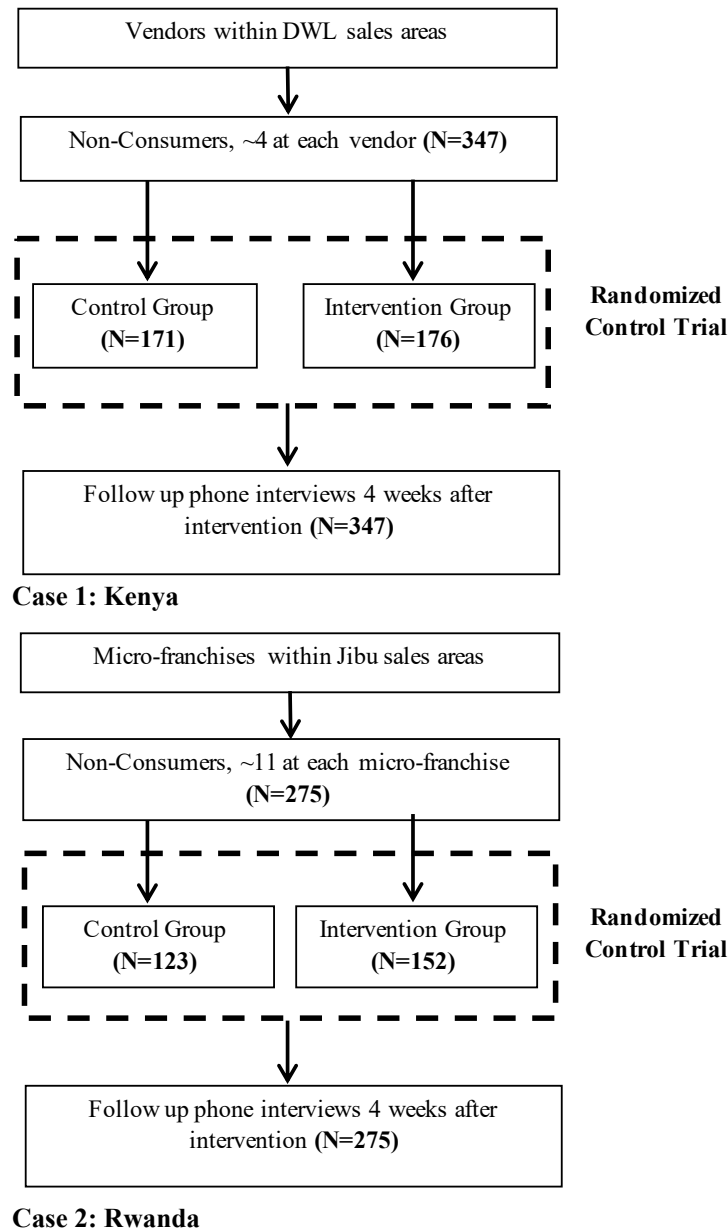 Vendors within DWL sales areas
Non-Consumers, ~4 at each vendor (N=347)
Control Group
(N=171)
Intervention Group
(N=176)
Randomized
Control Trial
Follow up phone interviews 4 weeks after
intervention (N=347)
Case 1: Kenya
Micro-franchises within Jibu sales areas
Non-Consumers, ~11 at each micro-franchise
(N=275)
Control Group
(N=123)
Intervention Group
(N=152)
Randomized
Control Trial
Follow up phone interviews 4 weeks after
intervention (N=275)
Case 2: Rwanda